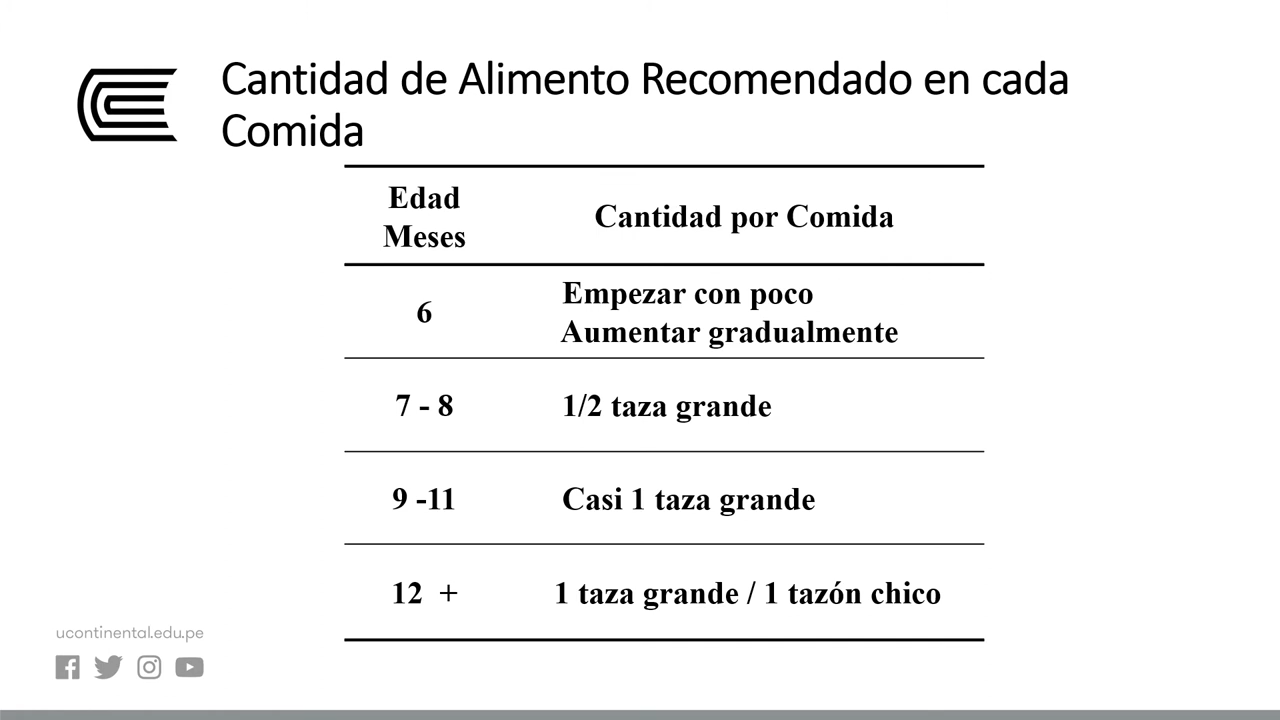 Cantidad de Alimento Recomendado en cada
Comida
Edad
Meses
Cantidad por Comida
6
Empezar con poco
Aumentar gradualmente
7 - 8
1/2 taza grande
9 -11
Casi 1 taza grande
12 +
1 taza grande / 1 tazón chico
ucontinental.edu.pe